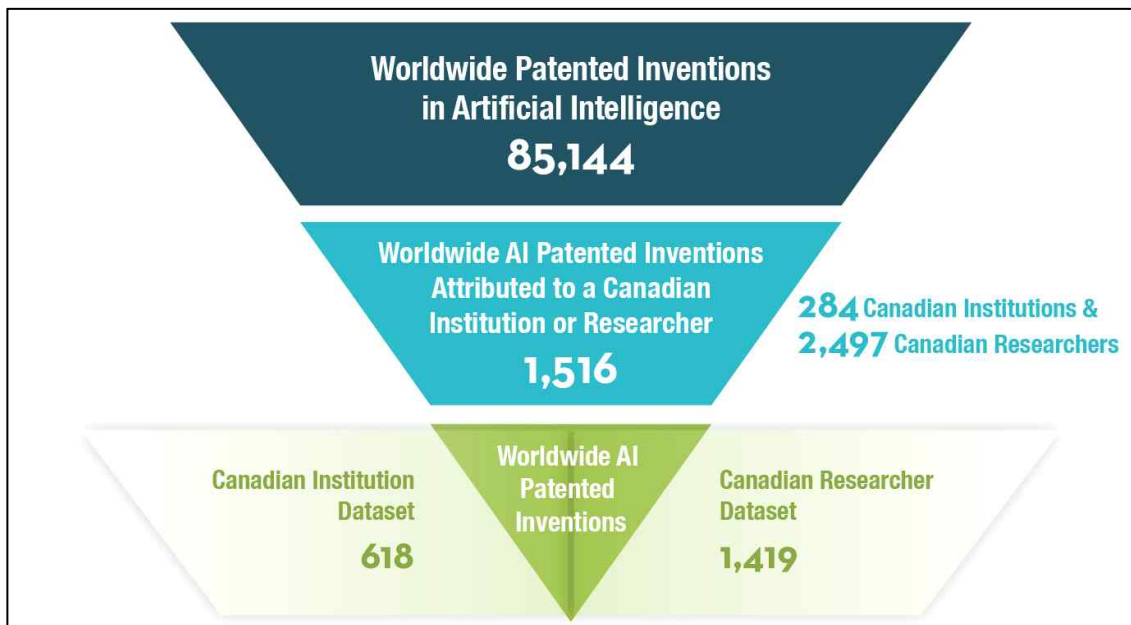 Worldwide Patented Inventions
in Artificial Intelligence
85,144
Worldwide AI Patented Inventions
Attributed to a Canadian
Institution or Researcher
1,516
284 Canadian Institutions &
2,497 Canadian Researchers
Worldwide AI
Patented
Inventions
Canadian Institution
Dataset
618
Canadian Researcher
Dataset
1,419